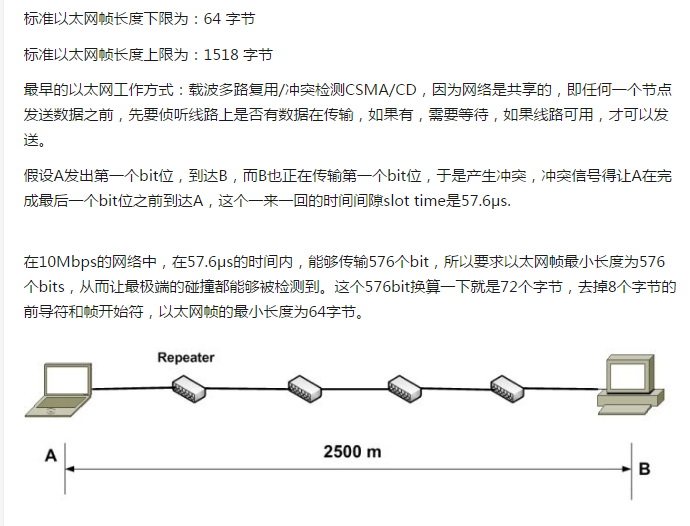 标准以太网帧长度下限为：64 字节
标准以太网帧长度上限为：1518 字节
最早的以太网工作方式：载波多路复用/冲突检测CSMA/CD，因为网络是共享的，即任何一个节点
发送数据之前，先要侦听线路上是否有数据在传输，如果有，需要等待，如果线路可用，才可以发
送。
假设A发出第一个bit位，到达B，而B也正在传输第一个bit位，于是产生冲突，冲突信号得让A在完
成最后一个bit位之前到达A，这个一来一回的时间间隙slot time是57.6μs.
在10Mbps的网络中，在57.6μs的时间内，能够传输576个bit，所以要求以太网帧最小长度为576
个bits，从而让最极端的碰撞都能够被检测到。这个576bit换算一下就是72个字节，去掉8个字节的
前导符和帧开始符，以太网帧的最小长度为64字节。
Repeater
A
2500 m
B